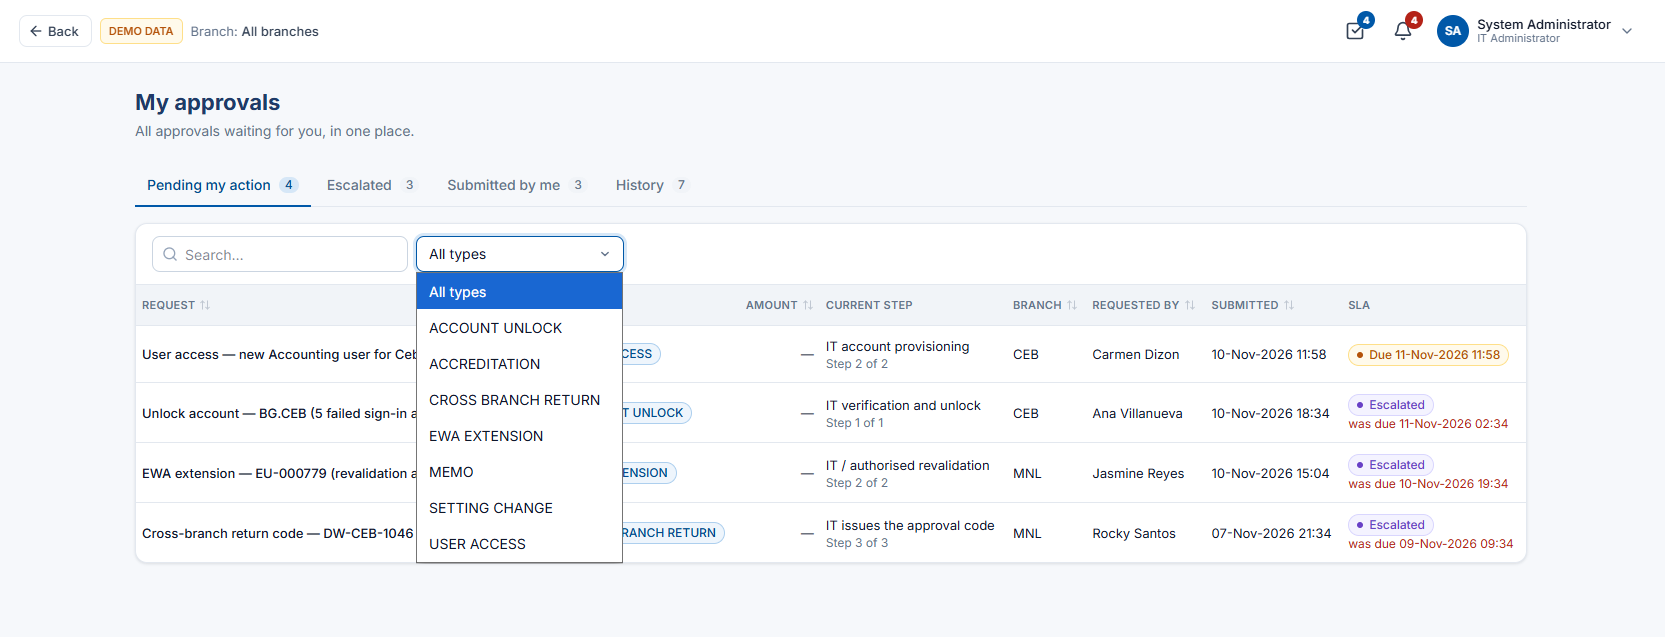 Back
DEMO DATA
Branch: All branches
4
4
SA
System Administrator
IT Administrator
My approvals
All approvals waiting for you, in one place.
Pending my action 4
Escalated 3
Submitted by me 3
History 7
Search...
All types
All types
ACCOUNT UNLOCK
ACCREDITATION
CROSS BRANCH RETURN
EWA EXTENSION
MEMO
SETTING CHANGE
USER ACCESS
REQUEST AMOUNT CURRENT STEP BRANCH REQUESTED BY SUBMITTED SLA
User access — new Accounting user for Ceb CESS — IT account provisioning CEB Carmen Dizon 10-Nov-2026 11:58 Due 11-Nov-2026 11:58
Step 2 of 2
Unlock account — BG.CEB (5 failed sign-in a T UNLOCK — IT verification and unlock CEB Ana Villanueva 10-Nov-2026 18:34 Escalated
Step 1 of 1 was due 11-Nov-2026 02:34
EWA extension — EU-000779 (revalidation a ENSION — IT / authorised revalidation MNL Jasmine Reyes 10-Nov-2026 15:04 Escalated
Step 2 of 2 was due 10-Nov-2026 19:34
Cross-branch return code — DW-CEB-1046 RANCH RETURN — IT issues the approval code MNL Rocky Santos 07-Nov-2026 21:34 Escalated
Step 3 of 3 was due 09-Nov-2026 09:34